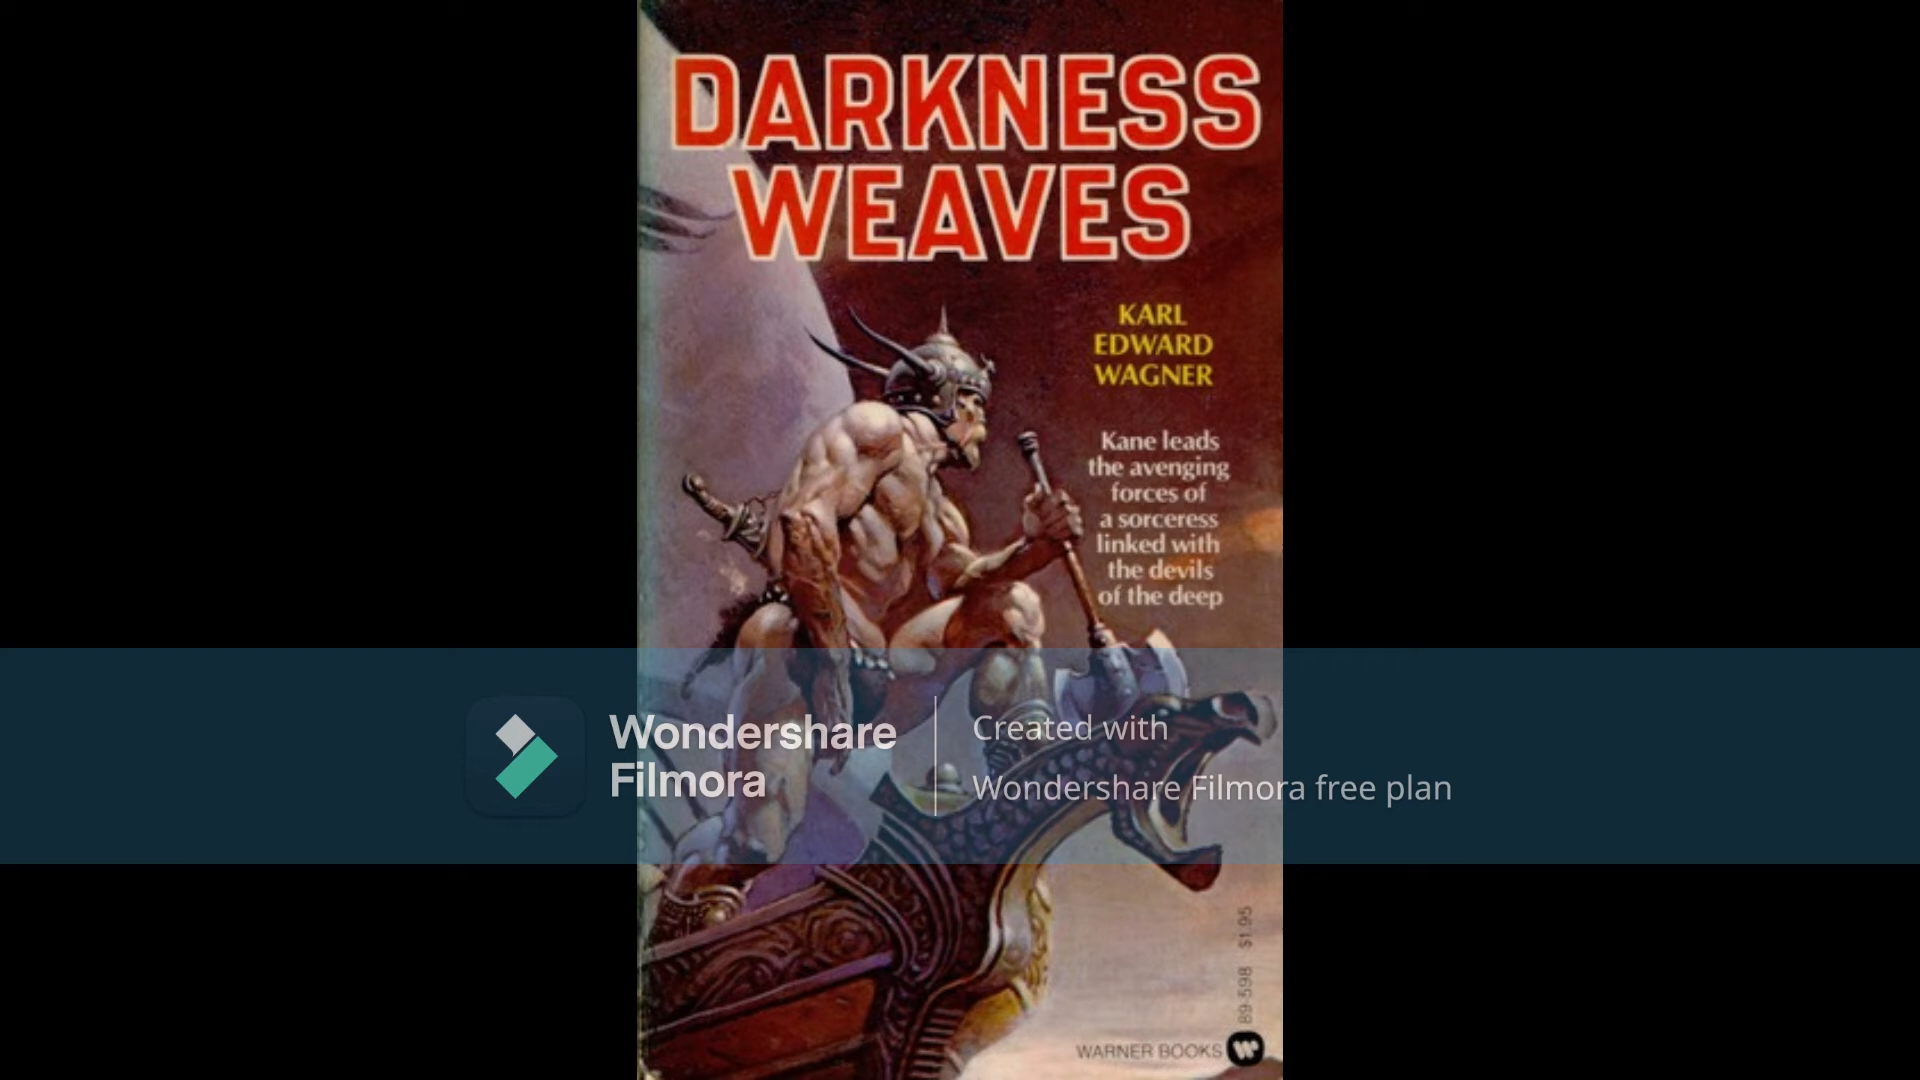 DARKNESS
WEAVES
KARL
EDWARD
WAGNER
Kane leads
the avenging
forces of
a sorceress
linked with
the devils
of the deep
Wondershare
Filmora
Created with
Wondershare Filmora free plan
89-598 $1.95
WARNER BOOKS